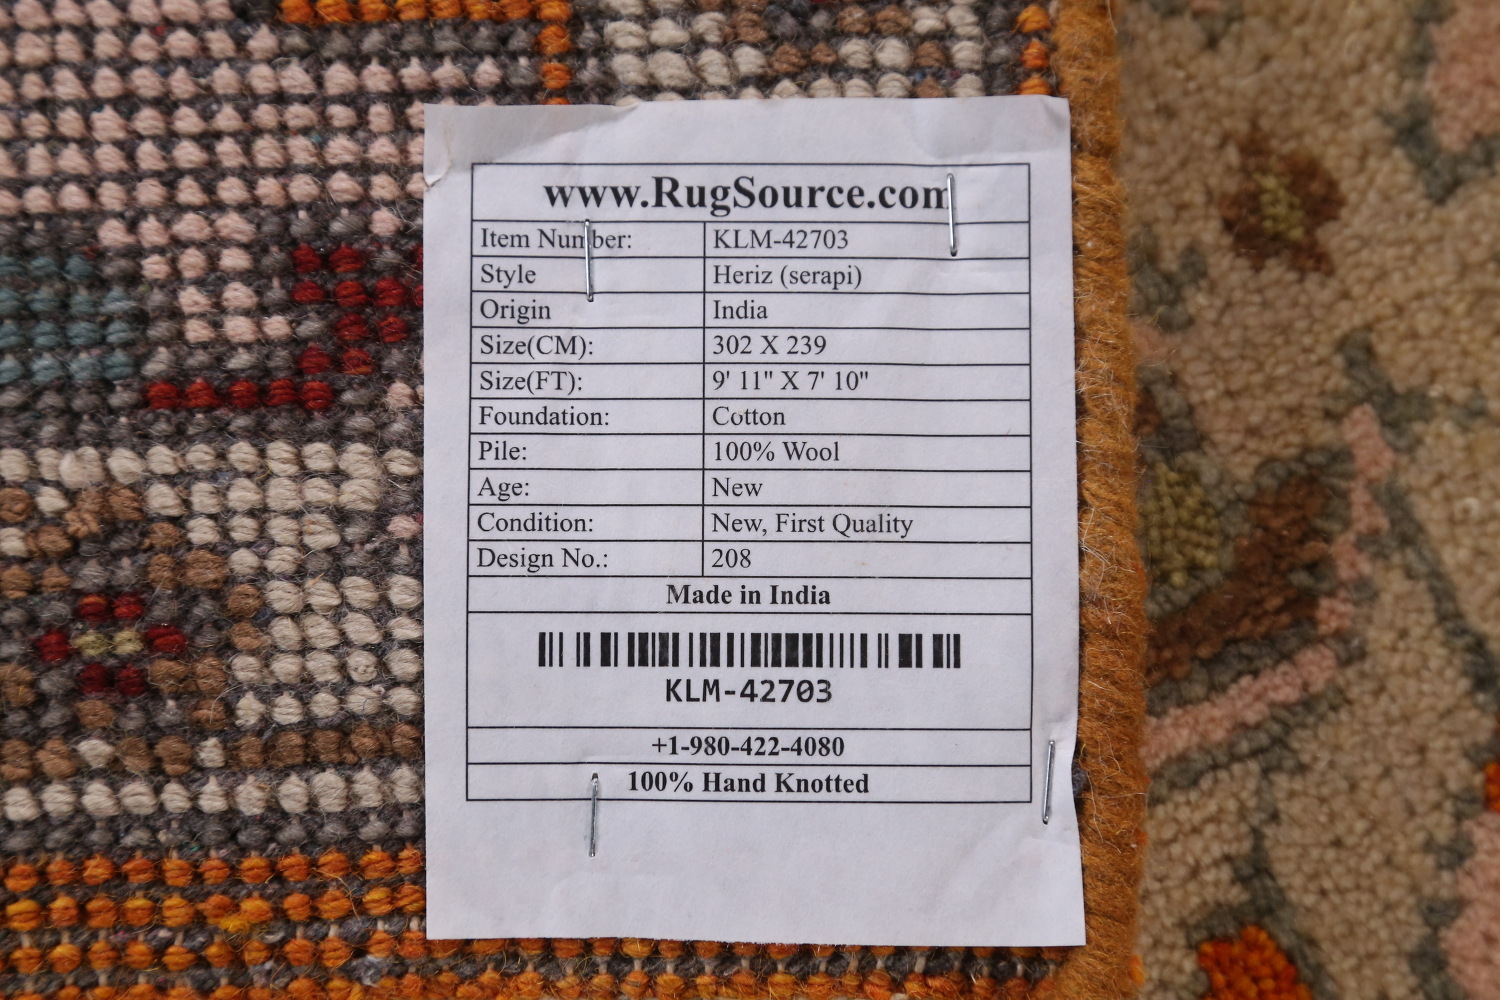 www.RugSource.com
Item Number: KLM-42703
Style Heriz (serapi)
Origin India
Size(CM): 302 X 239
Size(FT): 9' 11" X 7' 10"
Foundation: Cotton
Pile: 100% Wool
Age: New
Condition: New, First Quality
Design No.: 208
Made in India
KLM-42703
+1-980-422-4080
100% Hand Knotted